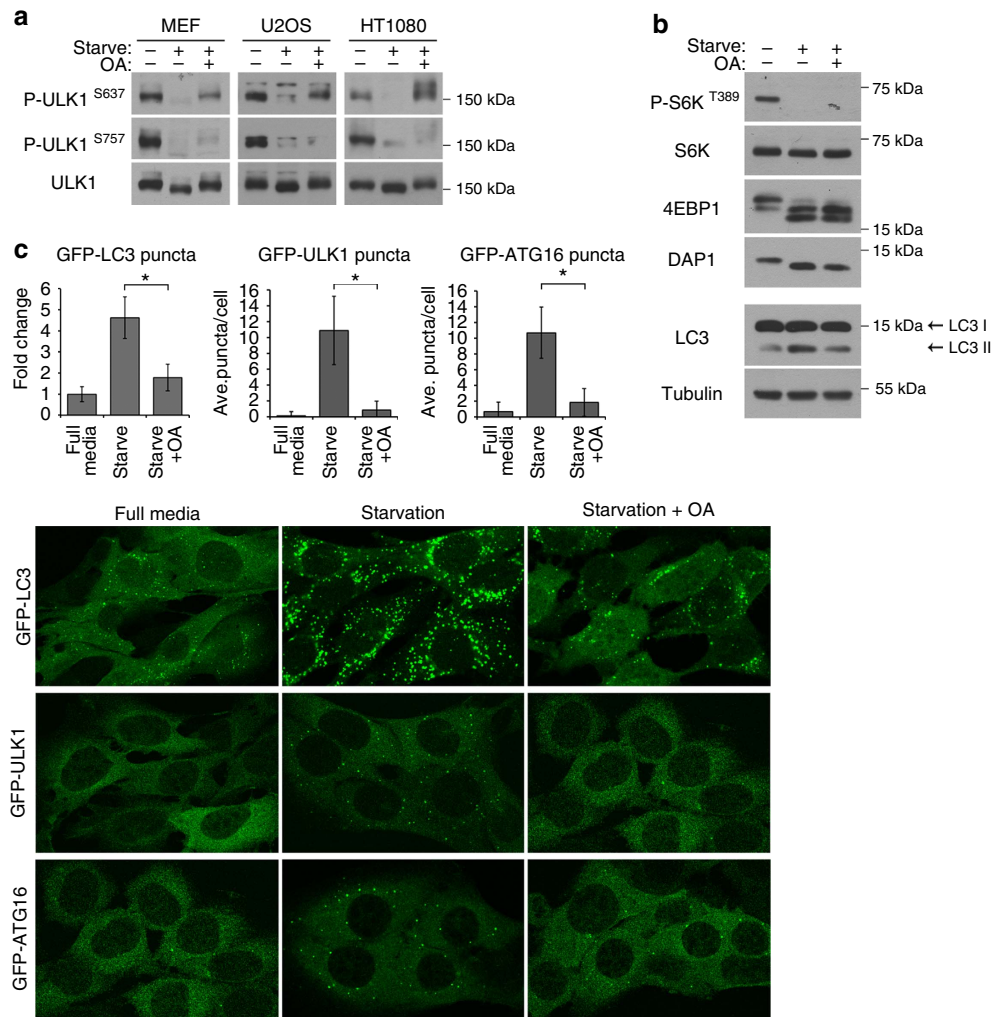 a
MEF U2OS HT1080
Starve: – + + – + + – + +
OA: – – + – – + – – +
P-ULK1 S637
– 150 kDa
P-ULK1 S757
– 150 kDa
ULK1
– 150 kDa
b
Starve: – + +
OA: – – +
P-S6K T389
– 75 kDa
S6K
– 75 kDa
4EBP1
– 15 kDa
DAP1
– 15 kDa
LC3
– 15 kDa ← LC3 I
← LC3 II
Tubulin
– 55 kDa
c
GFP-LC3 puncta
*
Fold change
6
5
4
3
2
1
0
Full media
Starve
Starve +OA
GFP-ULK1 puncta
*
Ave.puncta/cell
16
14
12
10
8
6
4
2
0
Full media
Starve
Starve +OA
GFP-ATG16 puncta
*
Ave. puncta/cell
16
14
12
10
8
6
4
2
0
Full media
Starve
Starve +OA
Full media Starvation Starvation + OA
GFP-LC3
GFP-ULK1
GFP-ATG16